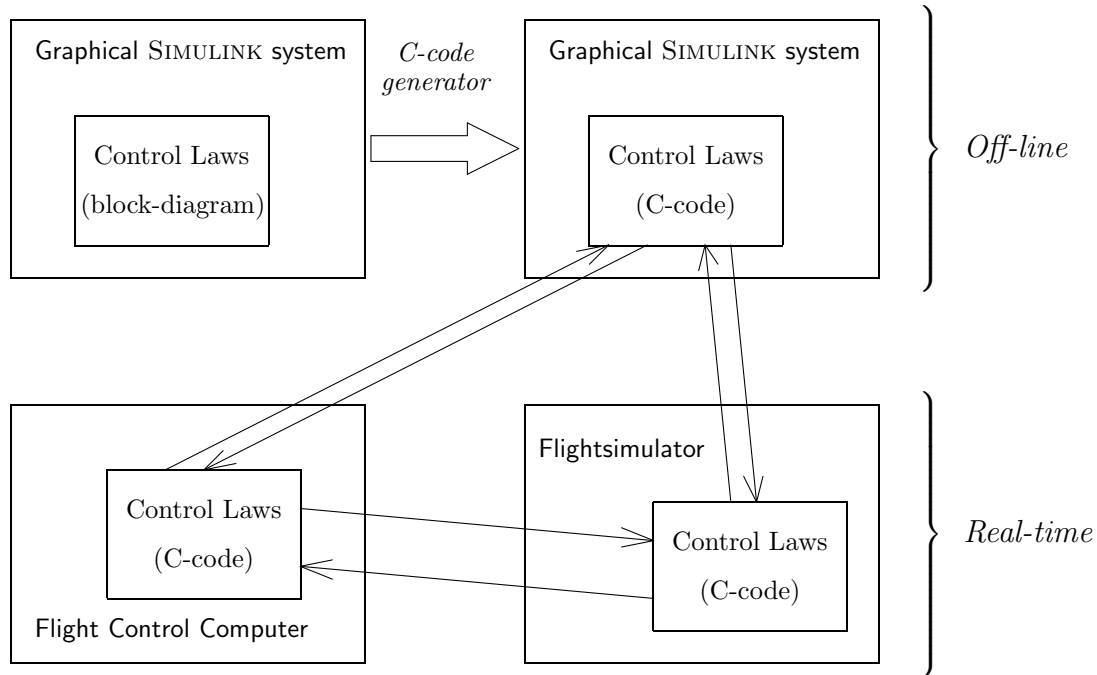 Graphical SIMULINK system
Control Laws
(block-diagram)
C-code
generator
Graphical SIMULINK system
Control Laws
(C-code)
Off-line
Control Laws
(C-code)
Flight Control Computer
Flightsimulator
Control Laws
(C-code)
Real-time